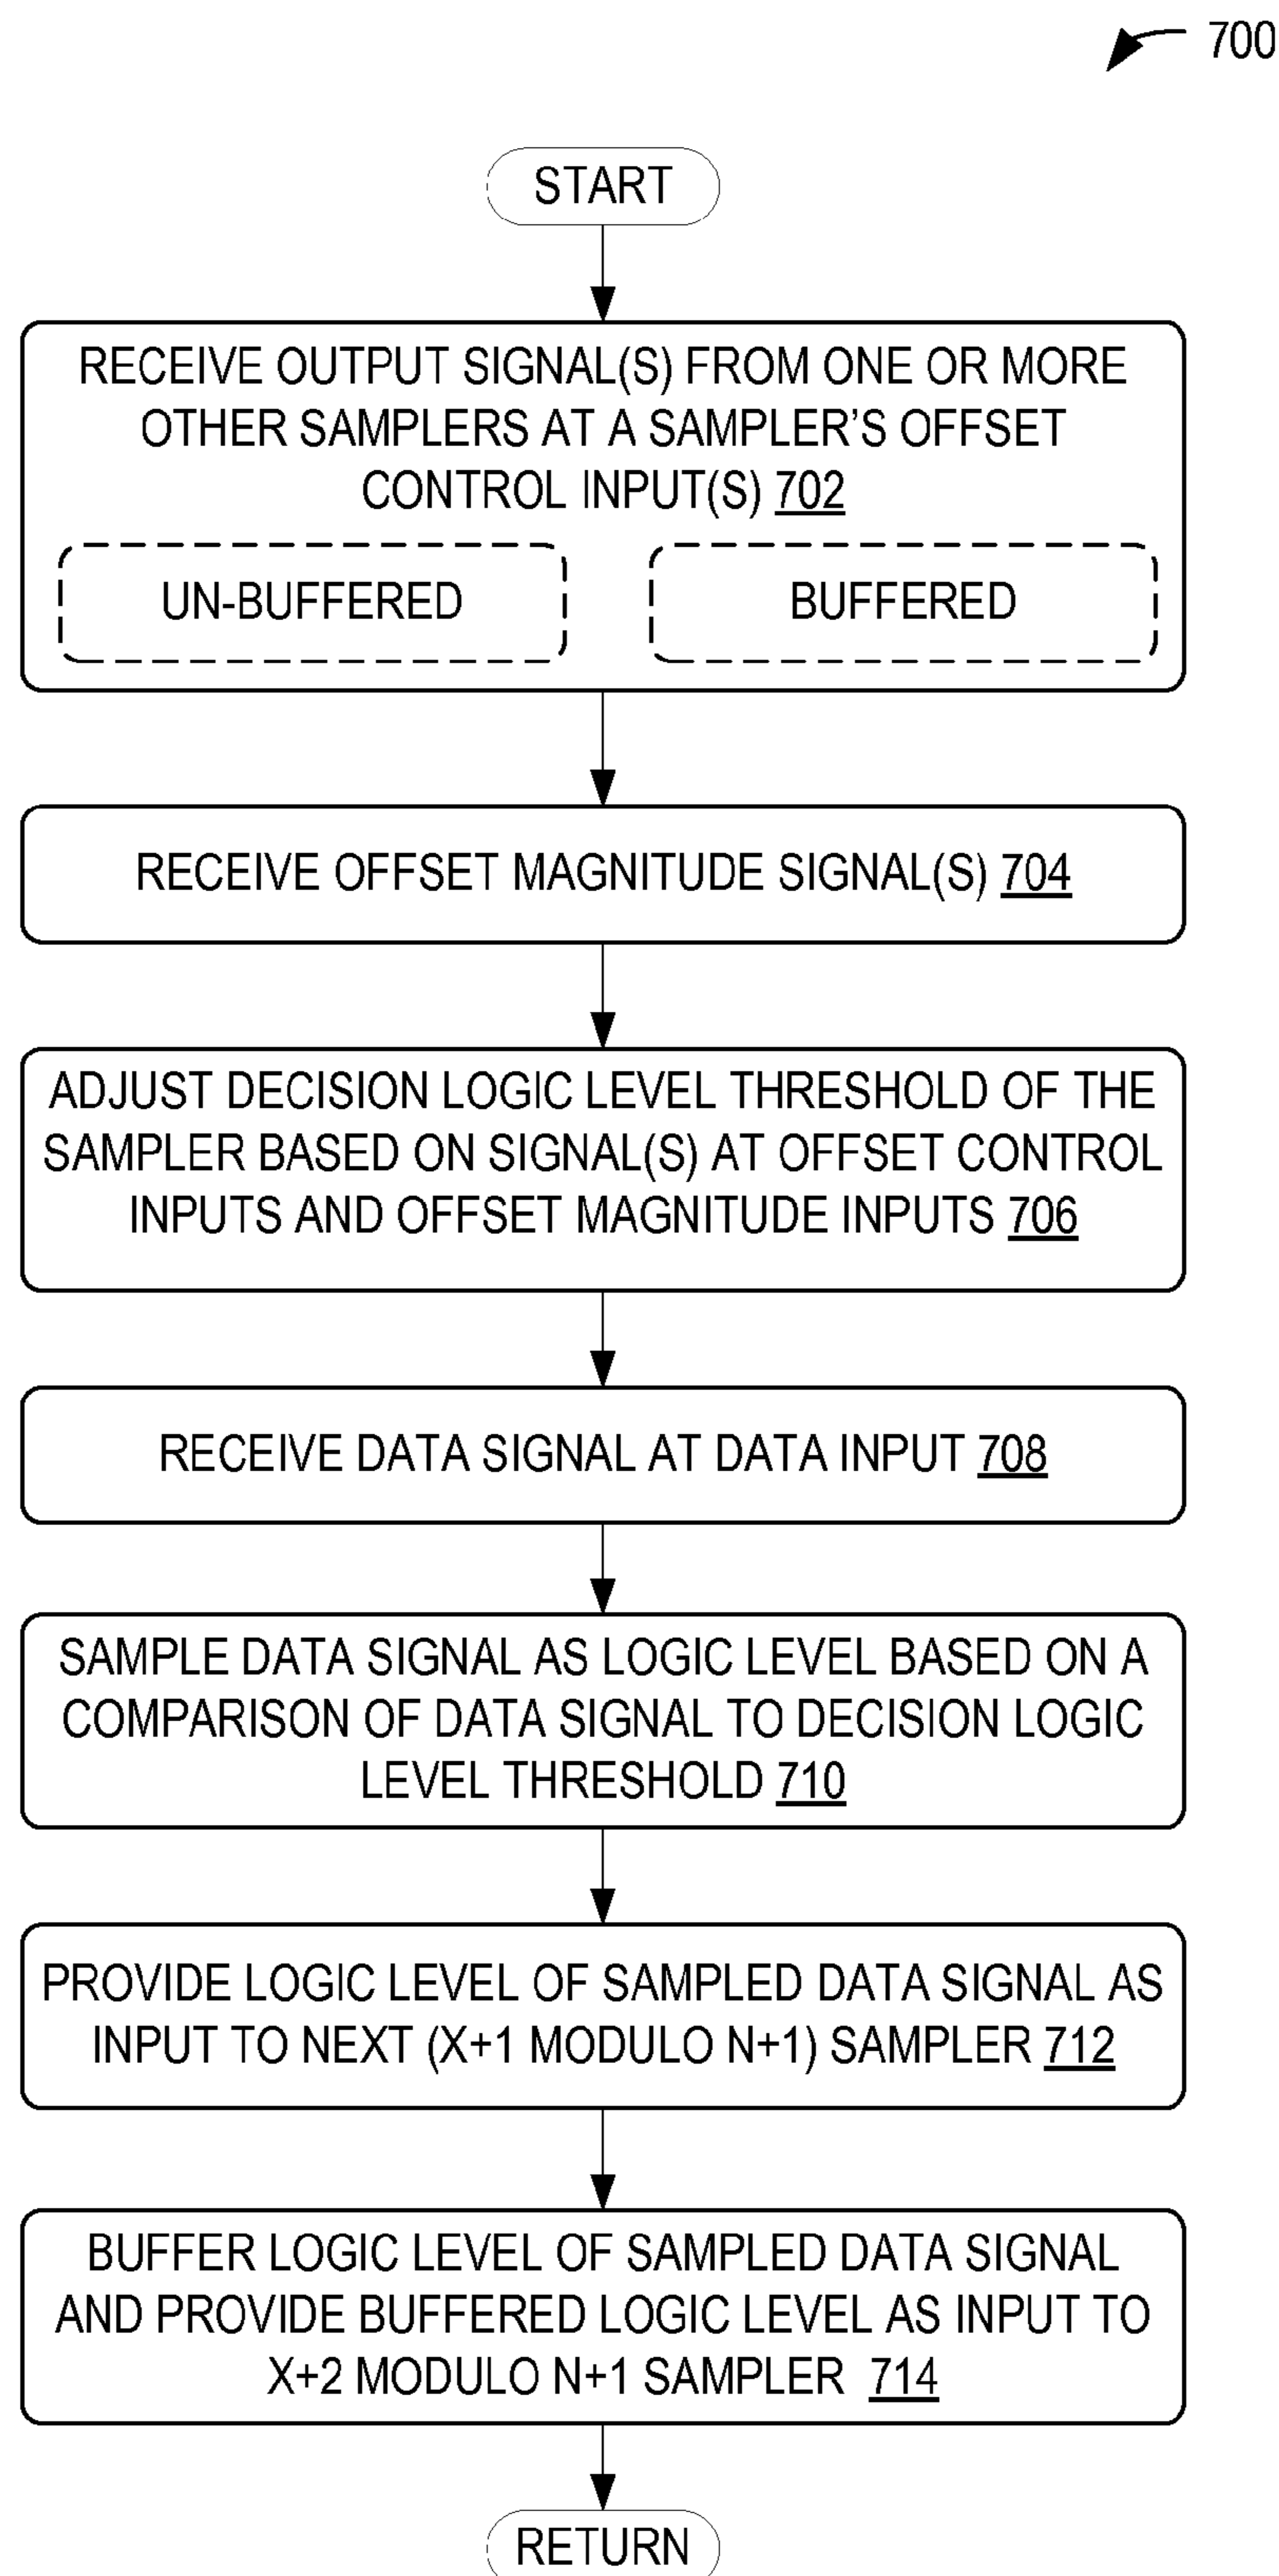 700
START
RECEIVE OUTPUT SIGNAL(S) FROM ONE OR MORE
OTHER SAMPLERS AT A SAMPLER'S OFFSET
CONTROL INPUT(S) 702
UN-BUFFERED
BUFFERED
RECEIVE OFFSET MAGNITUDE SIGNAL(S) 704
ADJUST DECISION LOGIC LEVEL THRESHOLD OF THE
SAMPLER BASED ON SIGNAL(S) AT OFFSET CONTROL
INPUTS AND OFFSET MAGNITUDE INPUTS 706
RECEIVE DATA SIGNAL AT DATA INPUT 708
SAMPLE DATA SIGNAL AS LOGIC LEVEL BASED ON A
COMPARISON OF DATA SIGNAL TO DECISION LOGIC
LEVEL THRESHOLD 710
PROVIDE LOGIC LEVEL OF SAMPLED DATA SIGNAL AS
INPUT TO NEXT (X+1 MODULO N+1) SAMPLER 712
BUFFER LOGIC LEVEL OF SAMPLED DATA SIGNAL
AND PROVIDE BUFFERED LOGIC LEVEL AS INPUT TO
X+2 MODULO N+1 SAMPLER 714
RETURN